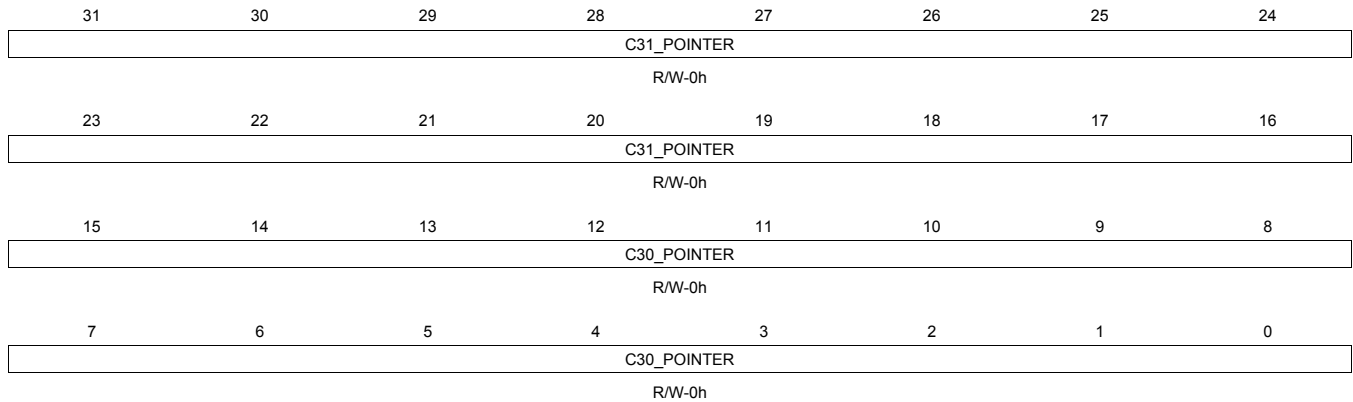 31 30 29 28 27 26 25 24
C31_POINTER
R/W-0h
23 22 21 20 19 18 17 16
C31_POINTER
R/W-0h
15 14 13 12 11 10 9 8
C30_POINTER
R/W-0h
7 6 5 4 3 2 1 0
C30_POINTER
R/W-0h